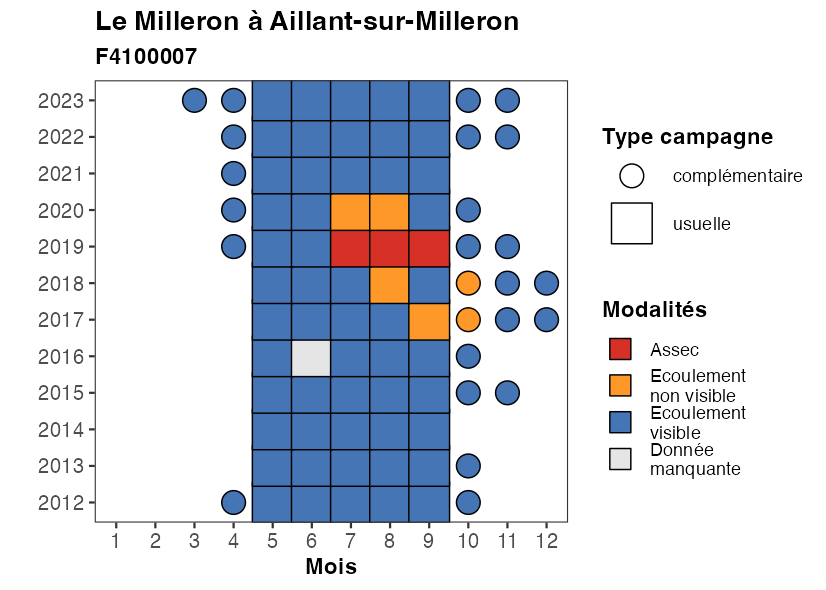 Le Milleron à Aillant-sur-Milleron
F4100007
2023
2022
2021
2020
2019
2018
2017
2016
2015
2014
2013
2012
1 2 3 4 5 6 7 8 9 10 11 12
Mois
Type campagne
complémentaire
usuelle
Modalités
Assec
Ecoulement
non visible
Ecoulement
visible
Donnée
manquante